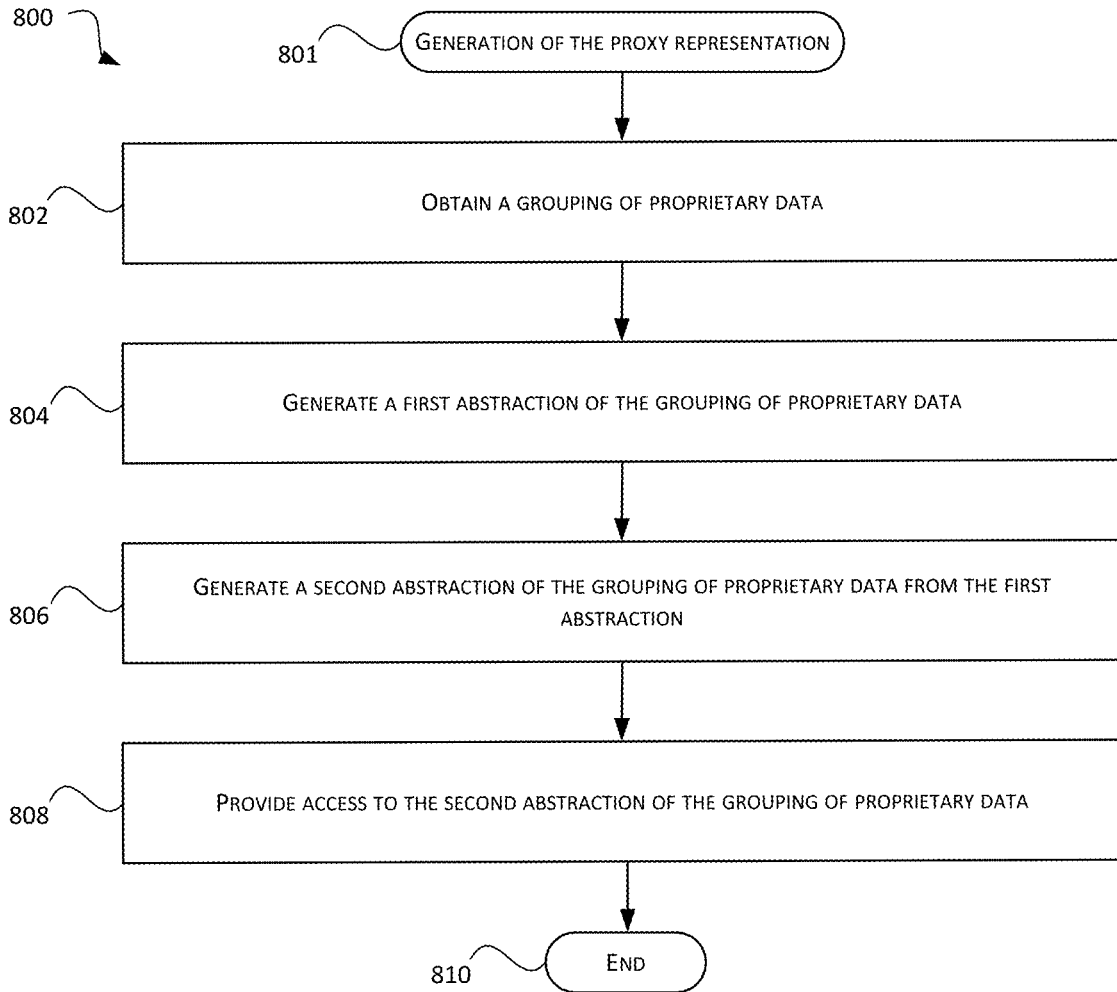 800
801
GENERATION OF THE PROXY REPRESENTATION
802
OBTAIN A GROUPING OF PROPRIETARY DATA
804
GENERATE A FIRST ABSTRACTION OF THE GROUPING OF PROPRIETARY DATA
806
GENERATE A SECOND ABSTRACTION OF THE GROUPING OF PROPRIETARY DATA FROM THE FIRST
ABSTRACTION
808
PROVIDE ACCESS TO THE SECOND ABSTRACTION OF THE GROUPING OF PROPRIETARY DATA
810
END